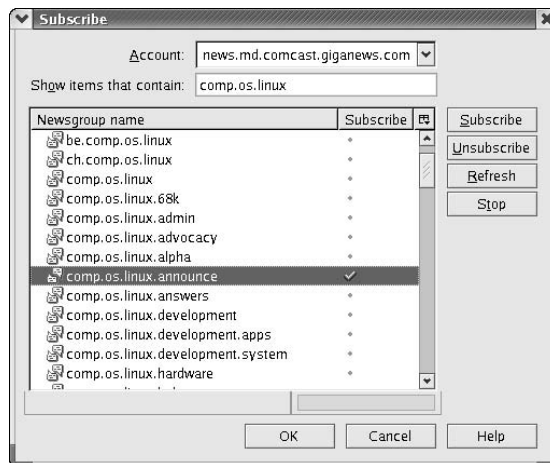 Subscribe
Account: news.md.comcast.giganews.com
Show items that contain: comp.os.linux
Newsgroup name Subscribe
be.comp.os.linux
ch.comp.os.linux
comp.os.linux
comp.os.linux.68k
comp.os.linux.admin
comp.os.linux.advocacy
comp.os.linux.alpha
comp.os.linux.announce
comp.os.linux.answers
comp.os.linux.development
comp.os.linux.development.apps
comp.os.linux.development.system
comp.os.linux.hardware
Subscribe
Unsubscribe
Refresh
Stop
OK Cancel Help